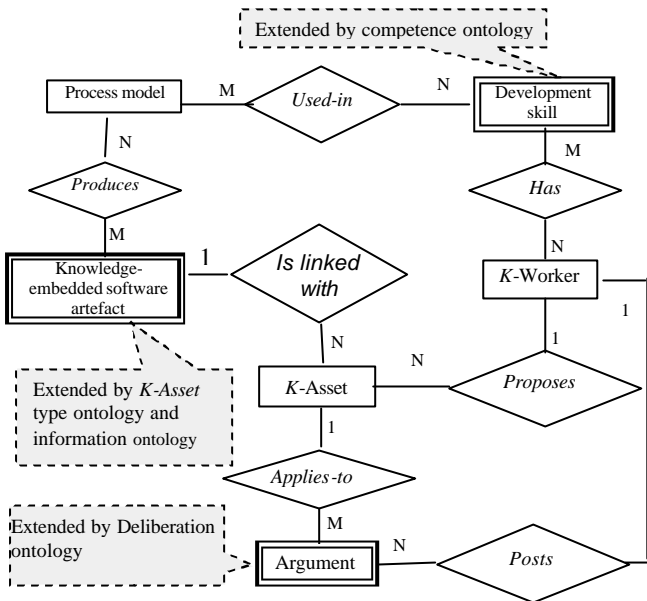 Extended by competence ontology
Process model
M
Used-in
N
Development
skill
N
M
Produces
Has
M
N
Knowledge-
embedded software
artefact
1
Is linked
with
K-Worker
1
1
N
Extended by K-Asset
type ontology and
information ontology
K-Asset
N
Proposes
1
Applies-to
M
Extended by Deliberation
ontology
Argument
N
Posts